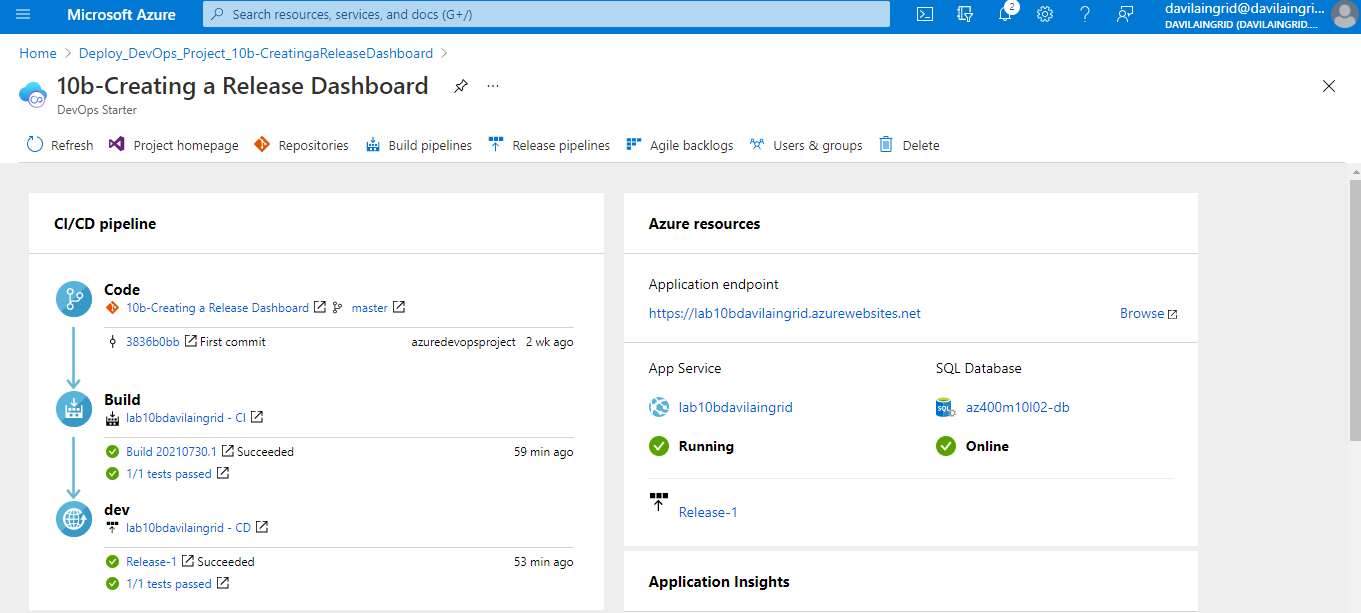 Microsoft Azure
Search resources, services, and docs (G+/)
2
davilaingrid@davilaingri...
DAVILAINGRID (DAVILAINGRID....
Home > Deploy_DevOps_Project_10b-CreatingaReleaseDashboard >
10b-Creating a Release Dashboard ...
DevOps Starter
Refresh Project homepage Repositories Build pipelines Release pipelines Agile backlogs Users & groups Delete
CI/CD pipeline
Code
10b-Creating a Release Dashboard master
3836b0bb First commit azuredevopsproject 2 wk ago
Build
lab10bdavilaingrid - CI
Build 20210730.1 Succeeded 59 min ago
1/1 tests passed
dev
lab10bdavilaingrid - CD
Release-1 Succeeded 53 min ago
1/1 tests passed
Azure resources
Application endpoint
https://lab10bdavilaingrid.azurewebsites.net Browse
App Service SQL Database
lab10bdavilaingrid SQL az400m10l02-db
Running Online
Release-1
Application Insights